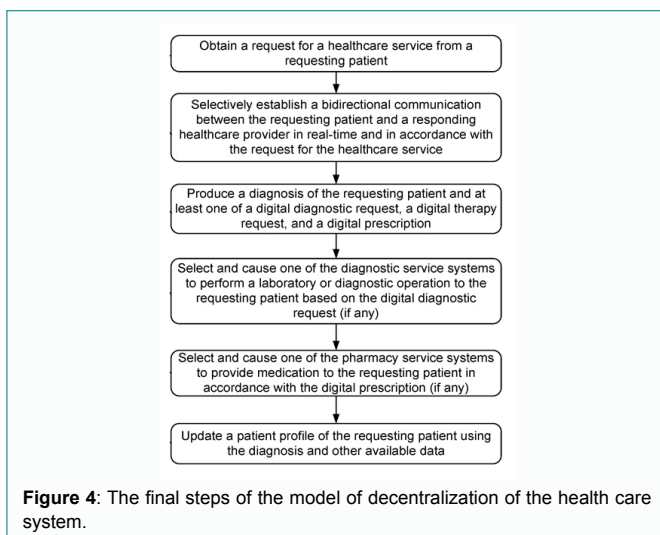 Obtain a request for a healthcare service from a
requesting patient
Selectively establish a bidirectional communication
between the requesting patient and a responding
healthcare provider in real-time and in accordance with
the request for the healthcare service
Produce a diagnosis of the requesting patient and at
least one of a digital diagnostic request, a digital therapy
request, and a digital prescription
Select and cause one of the diagnostic service systems
to perform a laboratory or diagnostic operation to the
requesting patient based on the digital diagnostic
request (if any)
Select and cause one of the pharmacy service systems
to provide medication to the requesting patient in
accordance with the digital prescription (if any)
Update a patient profile of the requesting patient using
the diagnosis and other available data
Figure 4: The final steps of the model of decentralization of the health care
system.